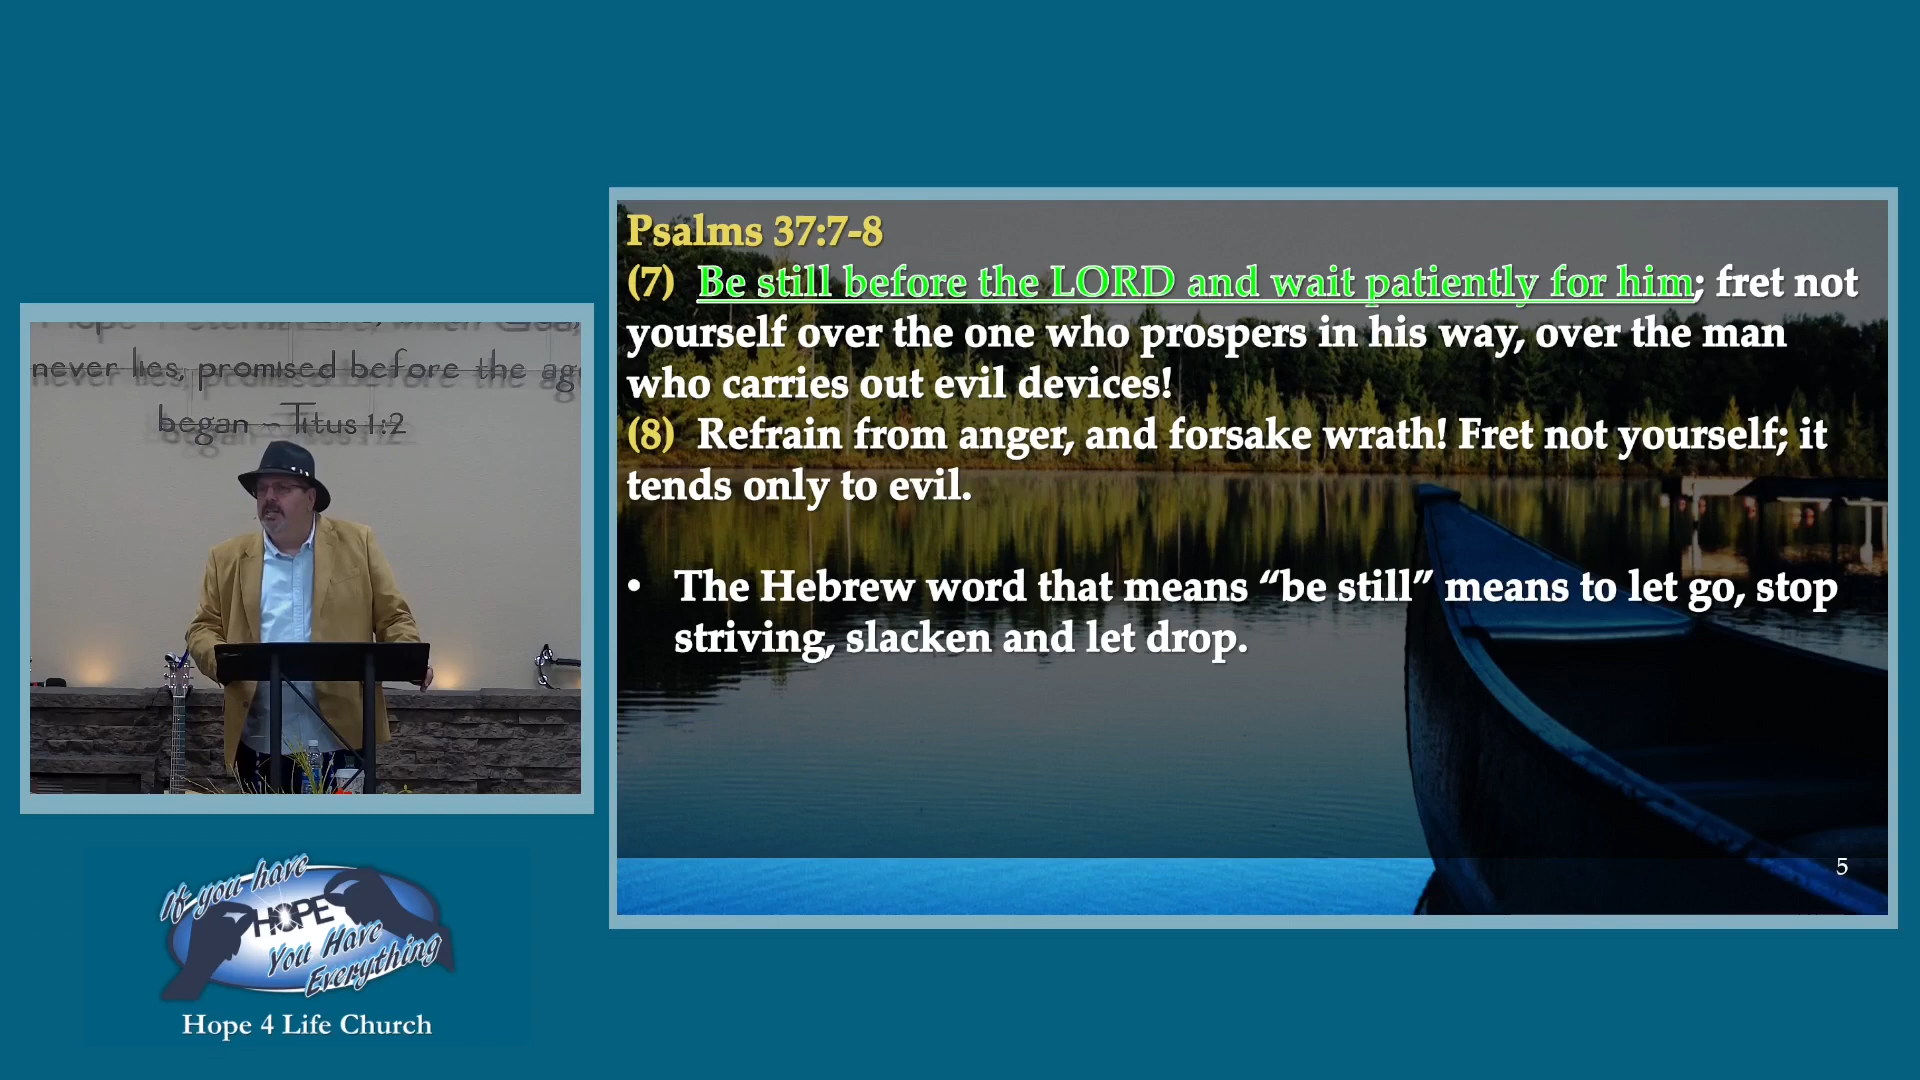 Psalms 37:7-8
(7) Be still before the LORD and wait patiently for him; fret not
yourself over the one who prospers in his way, over the man
who carries out evil devices!
(8) Refrain from anger, and forsake wrath! Fret not yourself; it
tends only to evil.
• The Hebrew word that means “be still” means to let go, stop
striving, slacken and let drop.
5
never lies, promised before the ag
began ~ Titus 1:2
If you have
HOPE
You Have
Everything
Hope 4 Life Church